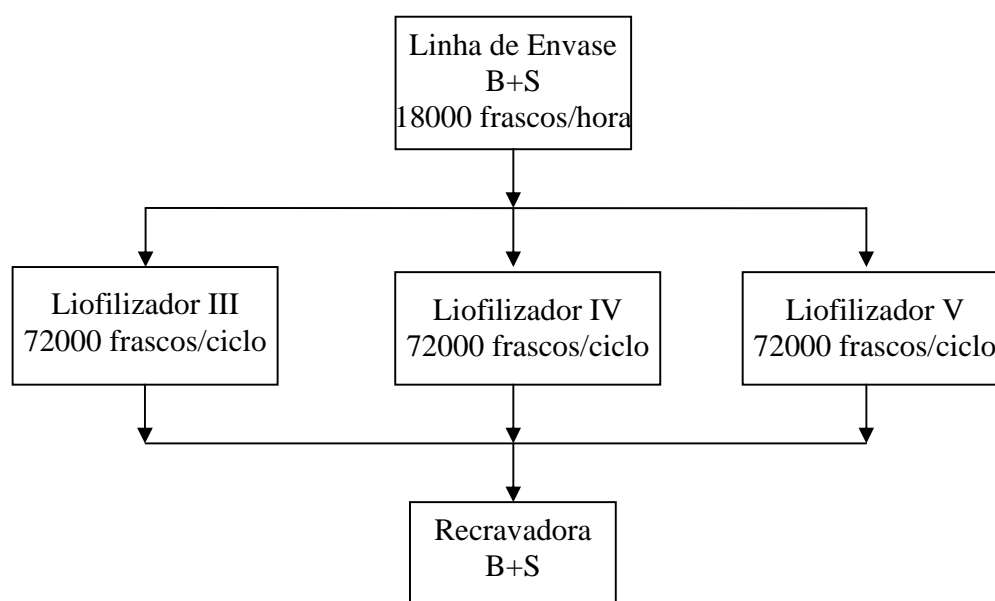 Linha de Envase
B+S
18000 frascos/hora
Liofilizador III
72000 frascos/ciclo
Liofilizador IV
72000 frascos/ciclo
Liofilizador V
72000 frascos/ciclo
Recravadora
B+S